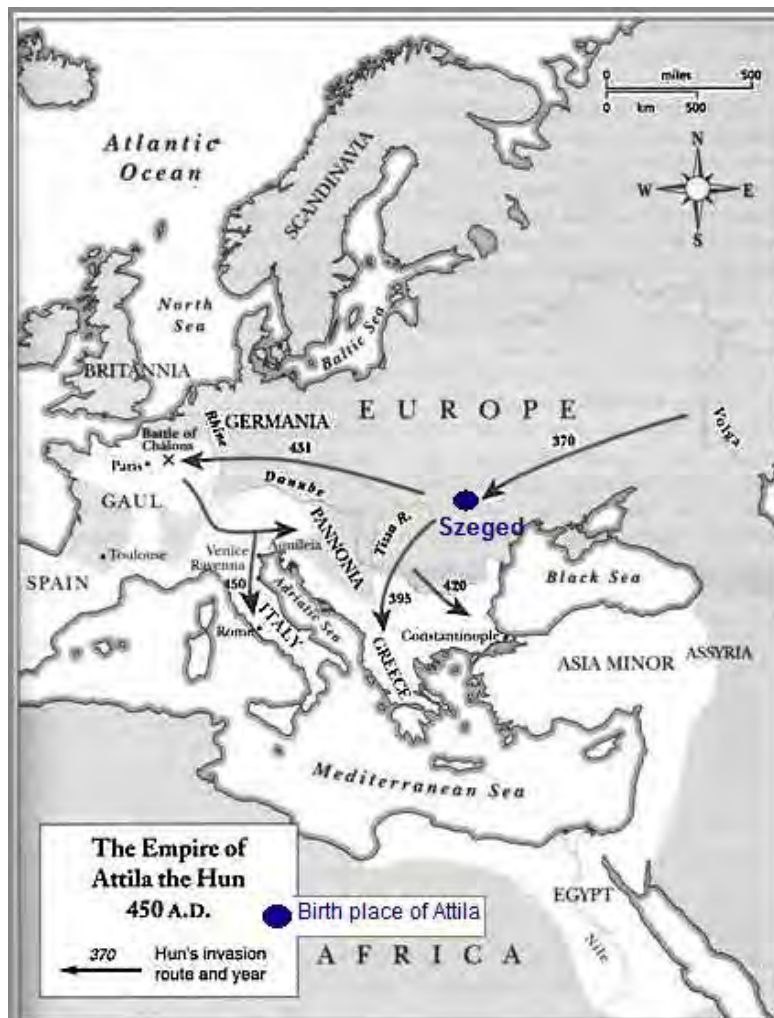 0 miles 500
0 km 500
Atlantic
Ocean
N
W E
S
SCANDINAVIA
North
Sea
Baltic Sea
BRITANNIA
GERMANIA
EUROPE
Volga
Rhine
Battle of
Châlons
Paris
451
370
Danube
GAUL
Szeged
Tissa R.
PANNONIA
Toulouse
Venice
Aquileia
Ravenna
Black Sea
SPAIN
450
Adriatic Sea
395
420
ITALY
Rome
Constantinople
GREECE
ASIA MINOR
ASSYRIA
Mediterranean Sea
The Empire of
Attila the Hun
450 A.D.
Birth place of Attila
370
Hun's invasion
route and year
EGYPT
Nile
AFRICA